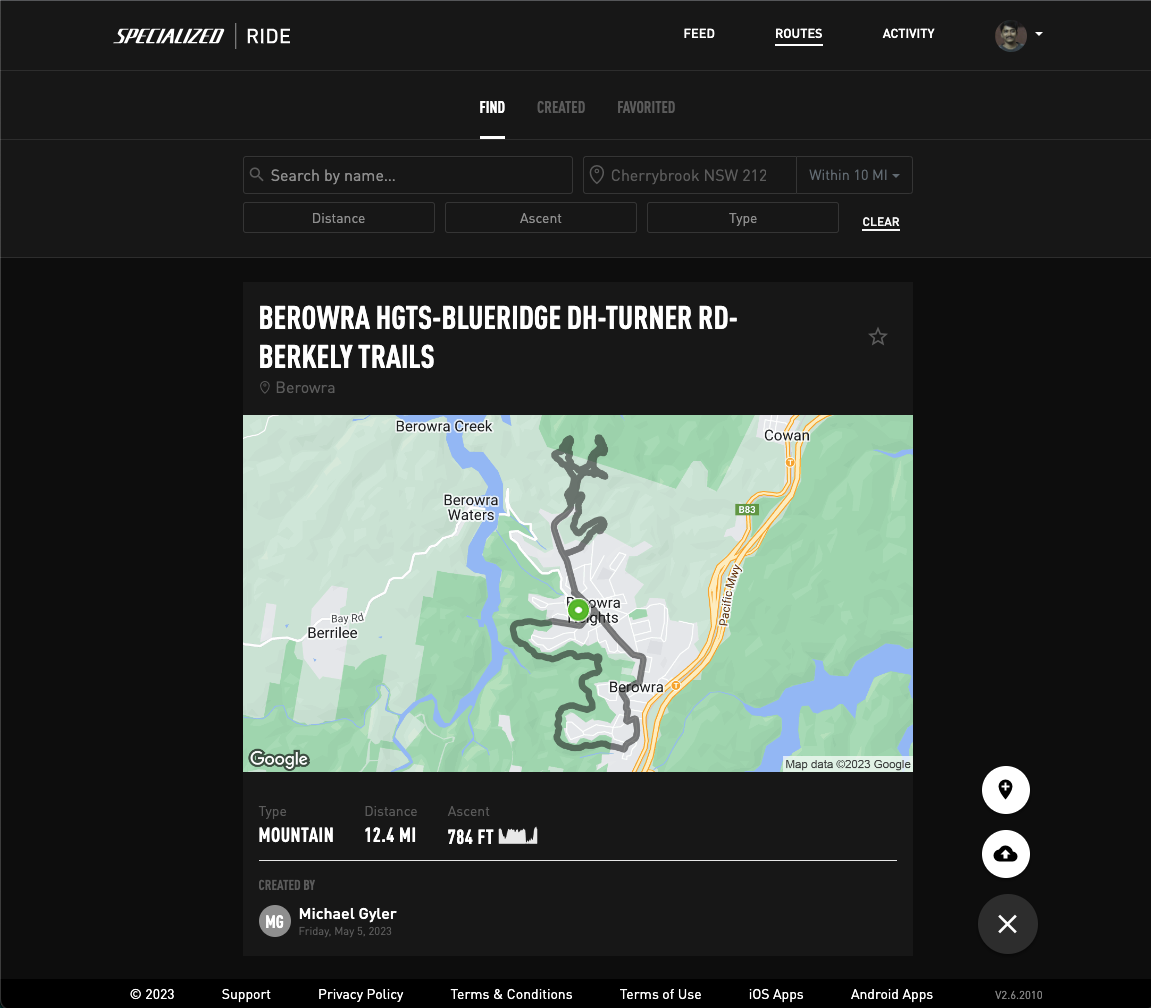 SPECIALIZED | RIDE
FEED
ROUTES
ACTIVITY
FIND
CREATED
FAVORITED
Search by name...
Cherrybrook NSW 212
Within 10 MI
Distance
Ascent
Type
CLEAR
BEROWRA HGTS-BLUERIDGE DH-TURNER RD-
BERKELY TRAILS
Berowra
Berowra Creek
Cowan
T
Berowra
Waters
B83
Pacific Mwy
Bay Rd
Berrilee
Berowra
T
Google
Map data ©2023 Google
Type
Distance
Ascent
MOUNTAIN
12.4 MI
784 FT
CREATED BY
MG
Michael Gyler
Friday, May 5, 2023
© 2023
Support
Privacy Policy
Terms & Conditions
Terms of Use
iOS Apps
Android Apps
V2.6.2010